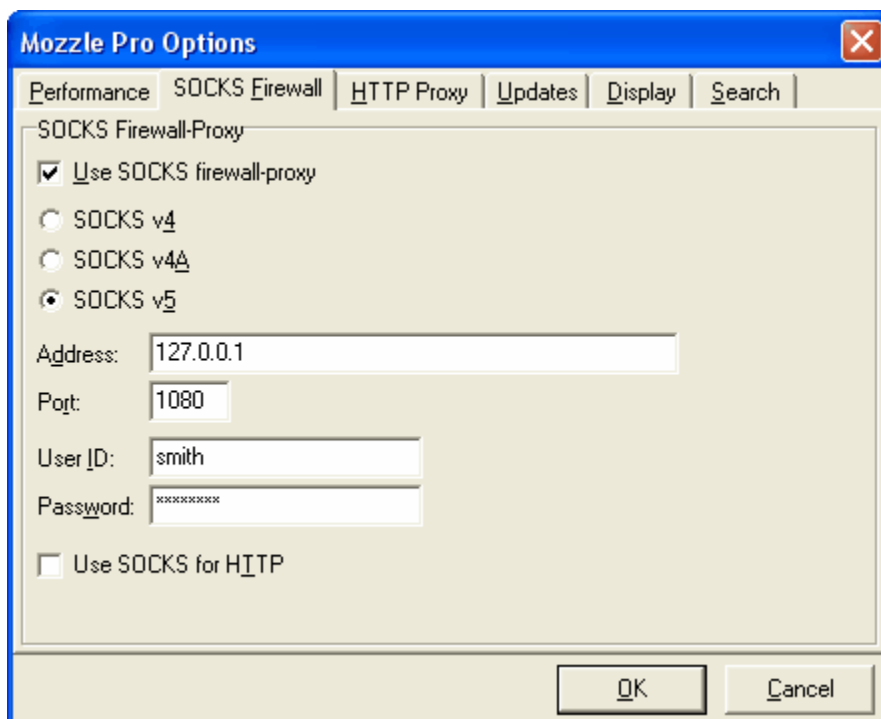 Mozzle Pro Options
Performance SOCKS Firewall HTTP Proxy Updates Display Search
SOCKS Firewall-Proxy
Use SOCKS firewall-proxy
SOCKS v4
SOCKS v4A
SOCKS v5
Address: 127.0.0.1
Port: 1080
User ID: smith
Password: ********
Use SOCKS for HTTP
OK Cancel